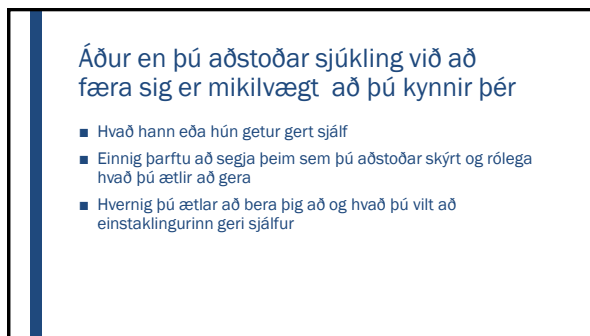 Áður en þú aðstoðar sjúkling við að
færa sig er mikilvægt  að þú kynnir þér
■ Hvað hann eða hún getur gert sjálf
■ Einnig þarftu að segja þeim sem þú aðstoðar skýrt og rólega
hvað þú ætlir að gera
■ Hvernig þú ætlar að bera þig að og hvað þú vilt að
einstaklingurinn geri sjálfur